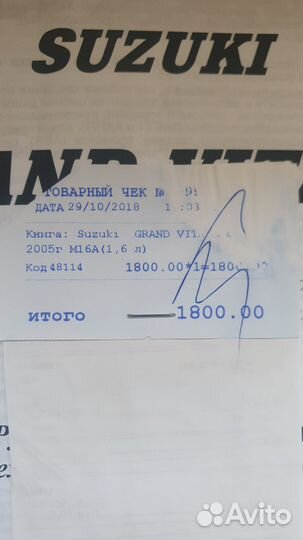 SUZUKI
ТОВАРНЫЙ ЧЕК №
ДАТА 29/10/2018
Книга: Suzuki GRAND
2005г M16A(1,6 л)
Код 48114 1800.00*1=
ИТОГО 1800.00
Avito